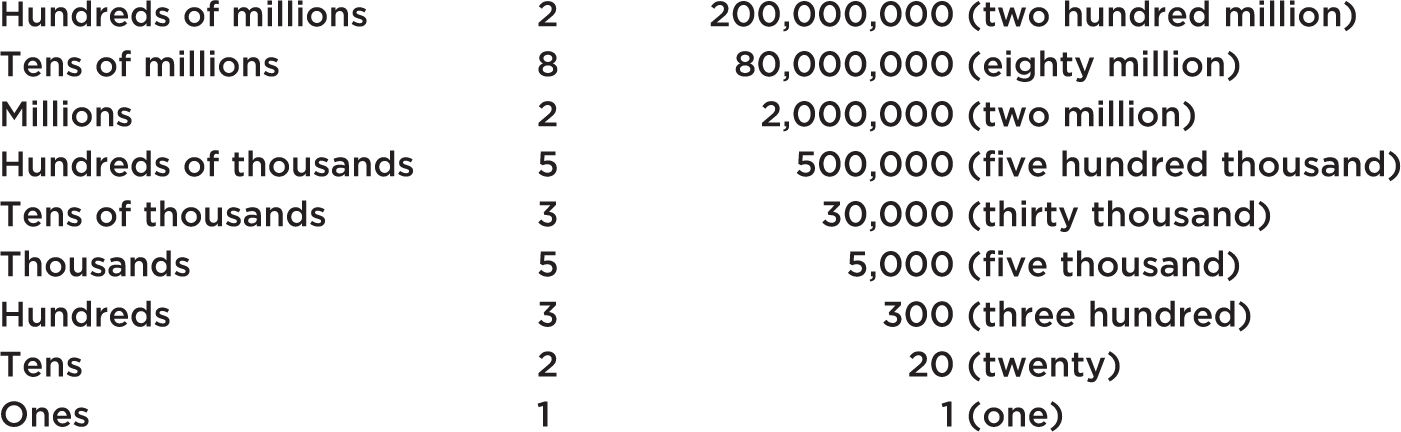 Hundreds of millions 2 200,000,000 (two hundred million)
Tens of millions 8 80,000,000 (eighty million)
Millions 2 2,000,000 (two million)
Hundreds of thousands 5 500,000 (five hundred thousand)
Tens of thousands 3 30,000 (thirty thousand)
Thousands 5 5,000 (five thousand)
Hundreds 3 300 (three hundred)
Tens 2 20 (twenty)
Ones 1 1 (one)